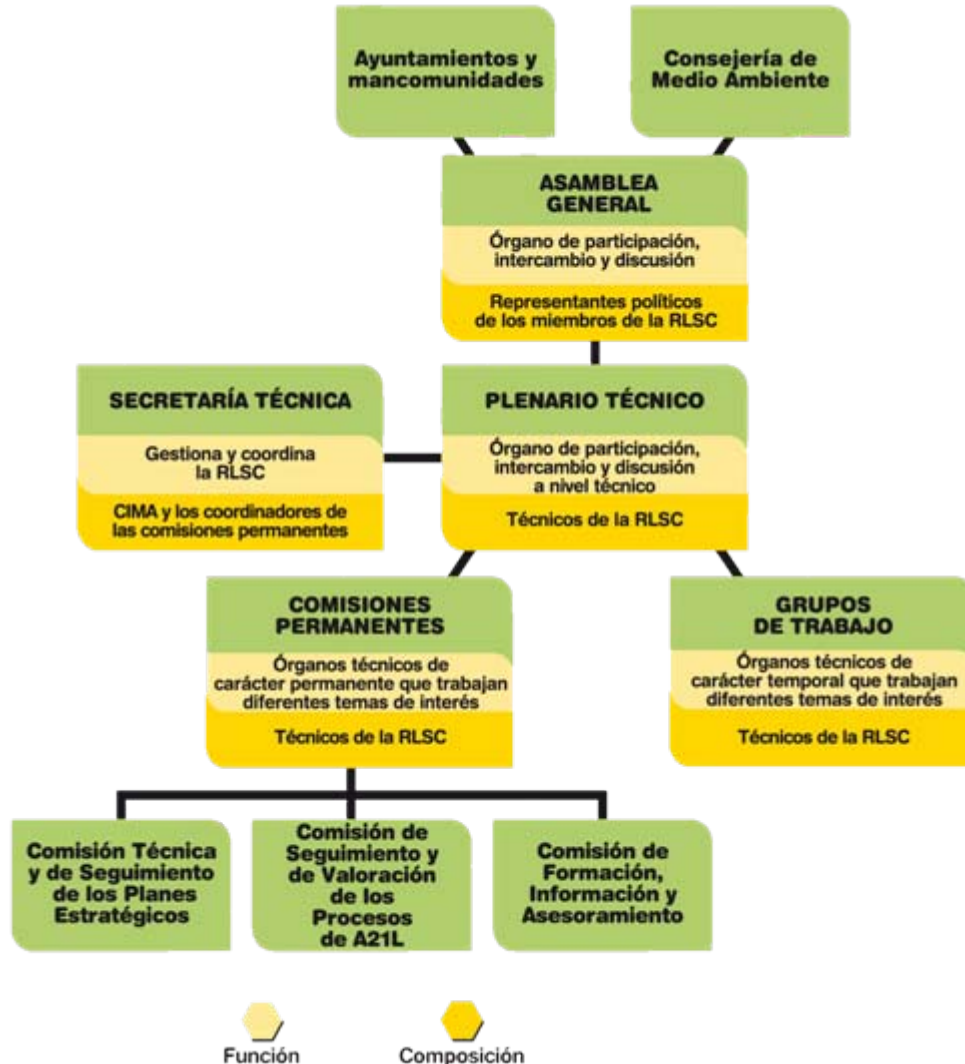 Ayuntamientos y
mancomunidades
Consejería de
Medio Ambiente
ASAMBLEA
GENERAL
Órgano de participación,
intercambio y discusión
Representantes políticos
de los miembros de la RLSC
SECRETARÍA TÉCNICA
Gestiona y coordina
la RLSC
CIMA y los coordinadores de
las comisiones permanentes
PLENARIO TÉCNICO
Órgano de participación,
intercambio y discusión
a nivel técnico
Técnicos de la RLSC
COMISIONES
PERMANENTES
Órganos técnicos de
carácter permanente que trabajan
diferentes temas de interés
Técnicos de la RLSC
GRUPOS
DE TRABAJO
Órganos técnicos de
carácter temporal que trabajan
diferentes temas de interés
Técnicos de la RLSC
Comisión Técnica
y de Seguimiento
de los Planes
Estratégicos
Comisión de
Seguimiento y
de Valoración
de los
Procesos
de A21L
Comisión de
Formación,
Información y
Asesoramiento
Función
Composición